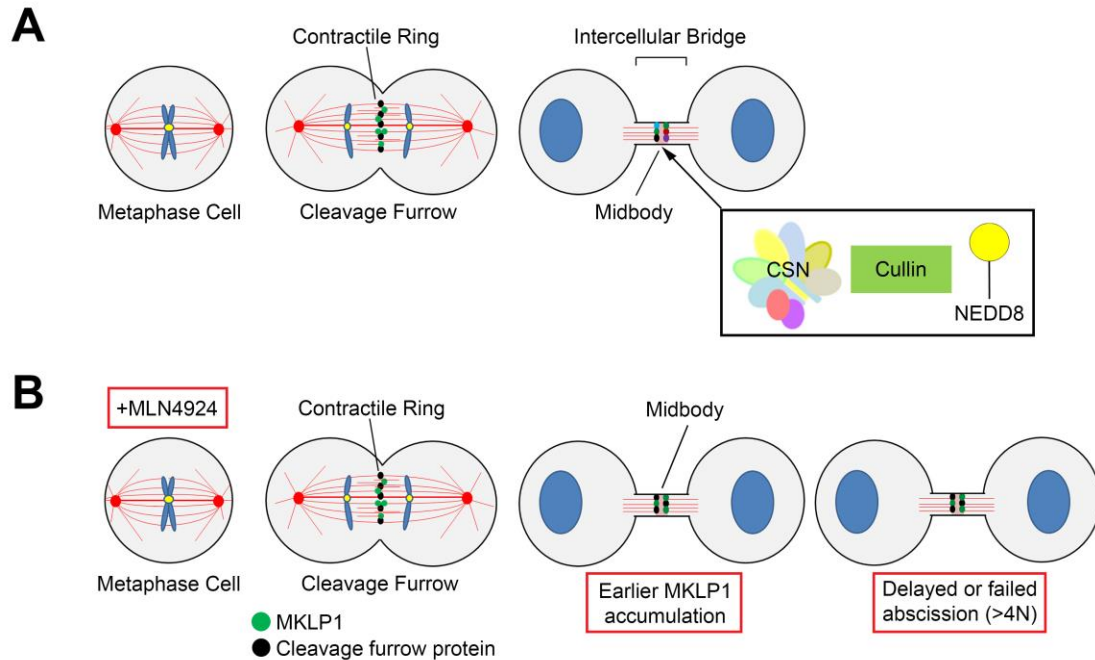 A
Contractile Ring
Intercellular Bridge
Metaphase Cell
Cleavage Furrow
Midbody
CSN
Cullin
NEDD8
B
+MLN4924
Contractile Ring
Midbody
Metaphase Cell
Cleavage Furrow
Earlier MKLP1
accumulation
Delayed or failed
abscission (>4N)
MKLP1
Cleavage furrow protein